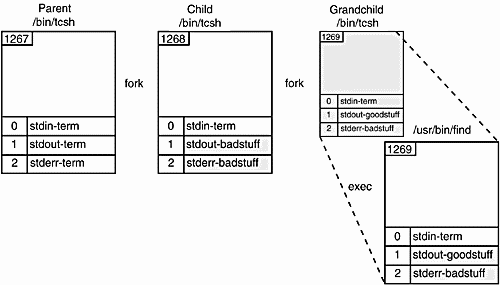 Parent
/bin/tcsh
1267
0 stdin-term
1 stdout-term
2 stderr-term
fork
Child
/bin/tcsh
1268
0 stdin-term
1 stdout-badstuff
2 stderr-badstuff
fork
Grandchild
/bin/tcsh
1269
0 stdin-term
1 stdout-goodstuff
2 stderr-badstuff
exec
/usr/bin/find
1269
0 stdin-term
1 stdout-goodstuff
2 stderr-badstuff